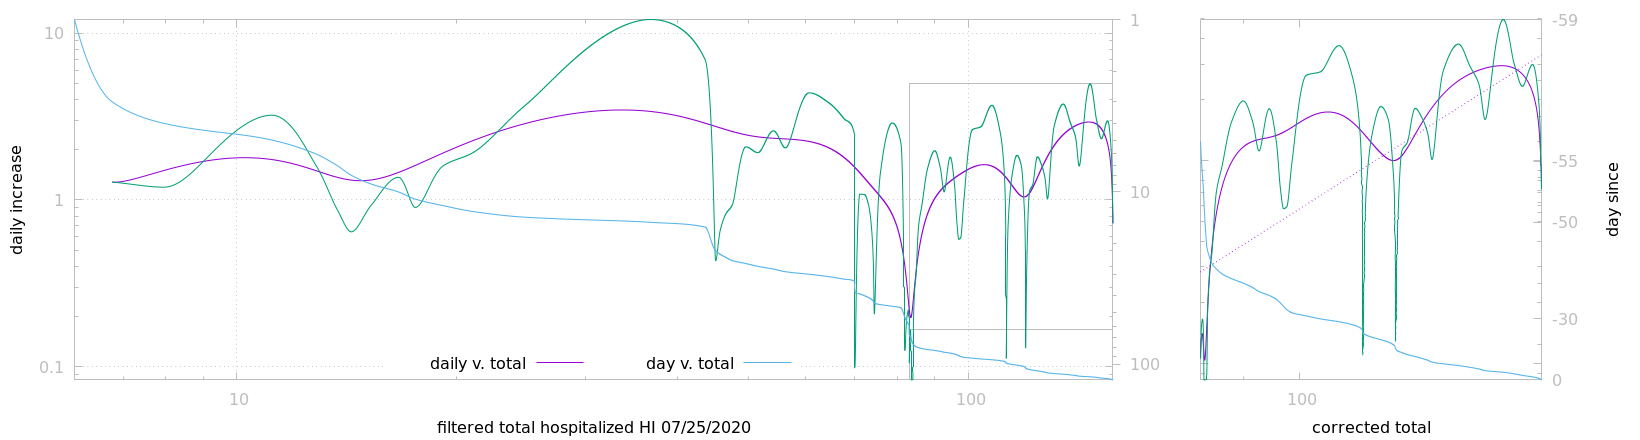 10
1
0.1
daily increase
daily v. total
day v. total
10
100
filtered total hospitalized HI 07/25/2020
1
10
100
-59
-55
-50
-30
0
day since
100
corrected total